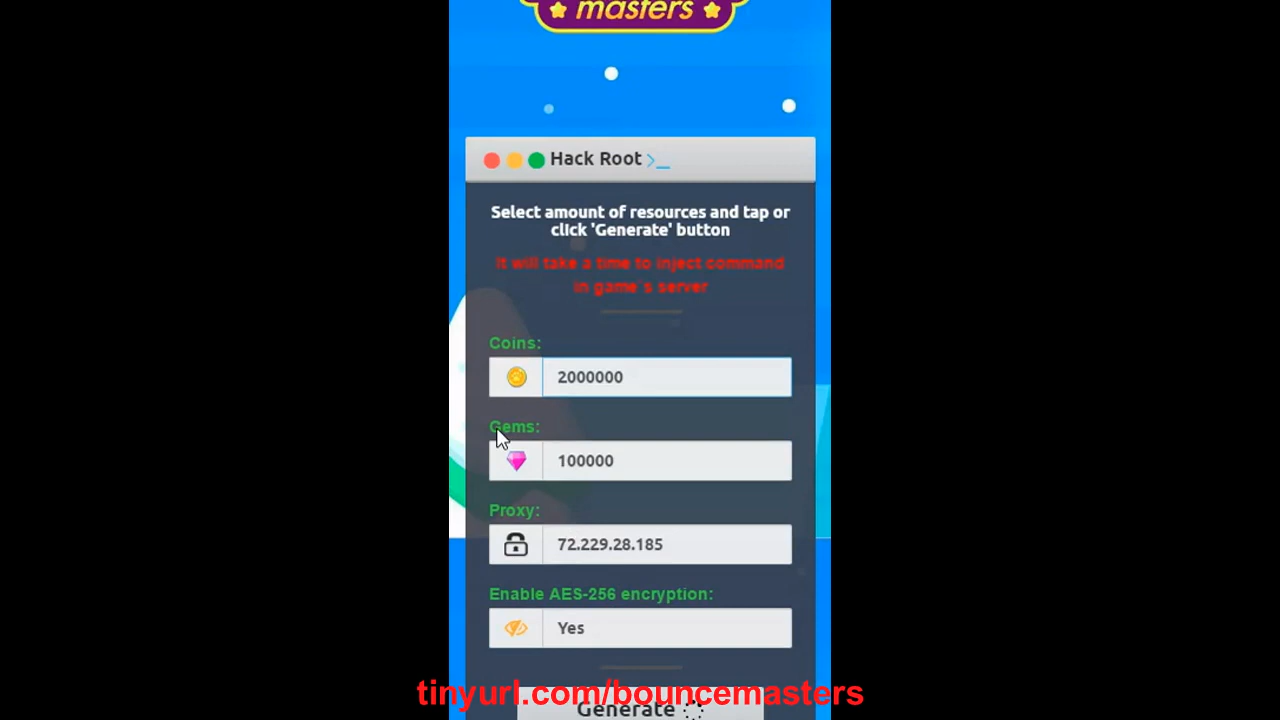 masters
Hack Root >_
Select amount of resources and tap or
click 'Generate' button
It will take a time to inject command
in game`s server
Coins:
2000000
Gems:
100000
Proxy:
72.229.28.185
Enable AES-256 encryption:
Yes
Generate
tinyurl.com/bouncemasters